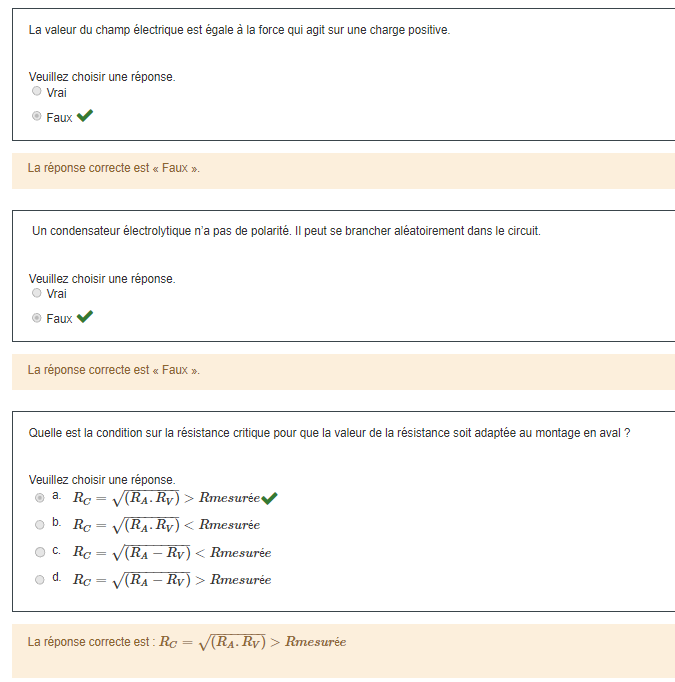 La valeur du champ électrique est égale à la force qui agit sur une charge positive.
Veuillez choisir une réponse.
Vrai
Faux
La réponse correcte est « Faux ».
Un condensateur électrolytique n'a pas de polarité. Il peut se brancher aléatoirement dans le circuit.
Veuillez choisir une réponse.
Vrai
Faux
La réponse correcte est « Faux ».
Quelle est la condition sur la résistance critique pour que la valeur de la résistance soit adaptée au montage en aval ?
Veuillez choisir une réponse.
a. R_C = √(R_A.R_V) > Rmesurée
b. R_C = √(R_A.R_V) < Rmesurée
c. R_C = √(R_A − R_V) < Rmesurée
d. R_C = √(R_A − R_V) > Rmesurée
La réponse correcte est : R_C = √(R_A.R_V) > Rmesurée